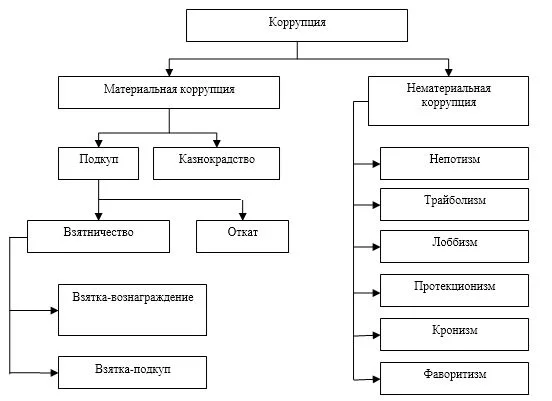 Коррупция
Материальная коррупция
Нематериальная
коррупция
Подкуп
Казнокрадство
Непотизм
Трайболизм
Взятничество
Откат
Лоббизм
Взятка-вознаграждение
Протекционизм
Кронизм
Взятка-подкуп
Фаворитизм